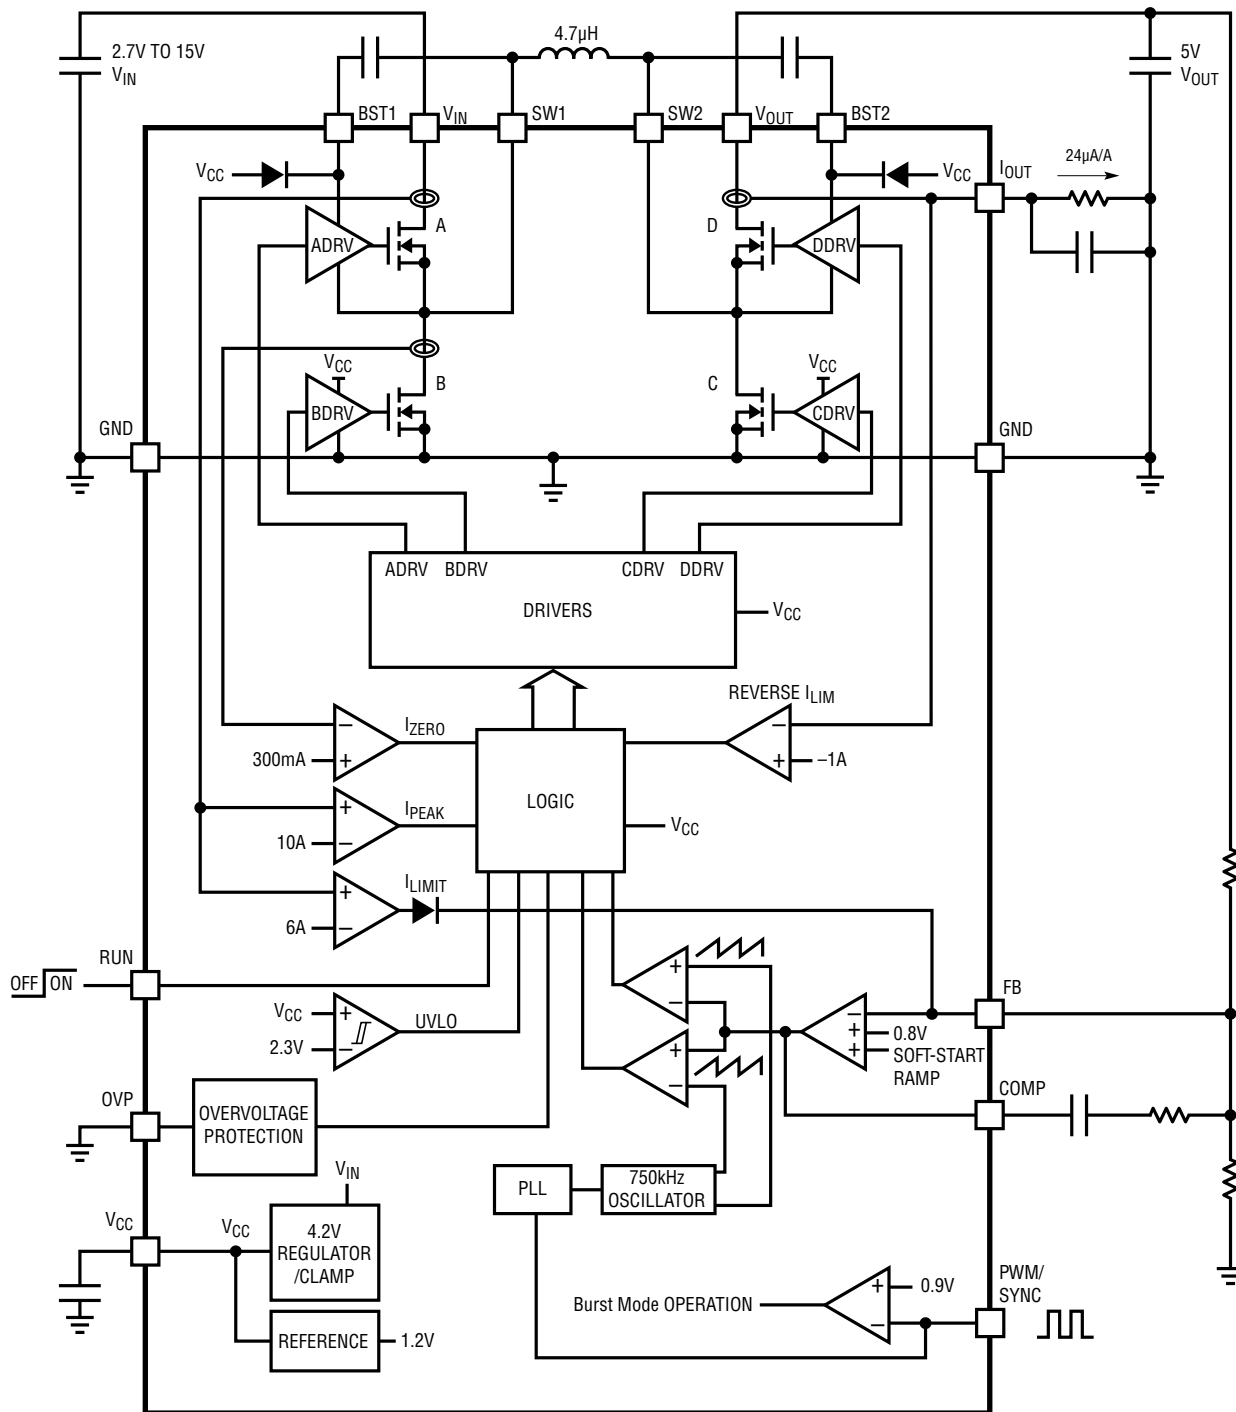 2.7V TO 15V
VIN
4.7µH
5V
VOUT
BST1
VIN
SW1
SW2
VOUT
BST2
VCC
VCC
IOUT
24µA/A
A
D
ADRV
DDRV
VCC
VCC
B
C
BDRV
CDRV
GND
GND
ADRV BDRV CDRV DDRV
DRIVERS
VCC
REVERSE ILIM
–
+
–1A
IZERO
–
+
300mA
LOGIC
IPEAK
+
–
10A
VCC
ILIMIT
+
–
6A
RUN
OFF ON
+
–
FB
VCC
+
–
2.3V
UVLO
+
–
–
+
+
0.8V
SOFT-START
RAMP
COMP
OVP
OVERVOLTAGE
PROTECTION
VIN
PLL
750kHz
OSCILLATOR
VCC
VCC
4.2V
REGULATOR
/CLAMP
PWM/
SYNC
+
–
0.9V
Burst Mode OPERATION
REFERENCE
1.2V